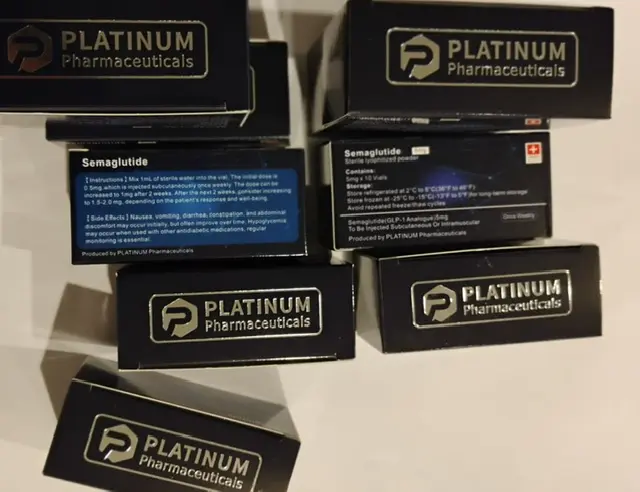 PLATINUM
Pharmaceuticals
PLATINUM
Pharmaceuticals
Semaglutide
[Instructions] Mix 1mL of sterile water into the vial. The initial dose is
0.5mg, which is injected subcutaneously once weekly. The dose can be
increased to 1mg after 2 weeks. After the next 2 weeks, consider increasing
to 1.5-2.0 mg, depending on the patient's response and well-being.
[Side Effects] Nausea, vomiting, diarrhea, constipation, and abdominal
discomfort may occur initially, but often improve over time. Hypoglycemia
may occur when used with other antidiabetic medications, regular
monitoring is essential.
Produced by PLATINUM Pharmaceuticals
Semaglutide 5mg
Sterile lyophilized powder
Contains:
5mg x 10 Vials
Storage:
Store refrigerated at 2°C to 8°C(36°F to 46°F)
Store frozen at -25°C to -15°C(-13°F to 5°F) for long-term storage
Avoid repeated freeze/thaw cycles
Semaglutide(GLP-1 Analogue)5mg
To Be Injected Subcutaneous Or Intramuscular
Once Weekly
Produced by PLATINUM Pharmaceuticals
PLATINUM
Pharmaceuticals
PLATINUM
Pharmaceuticals
PLATINUM
Pharmaceuticals